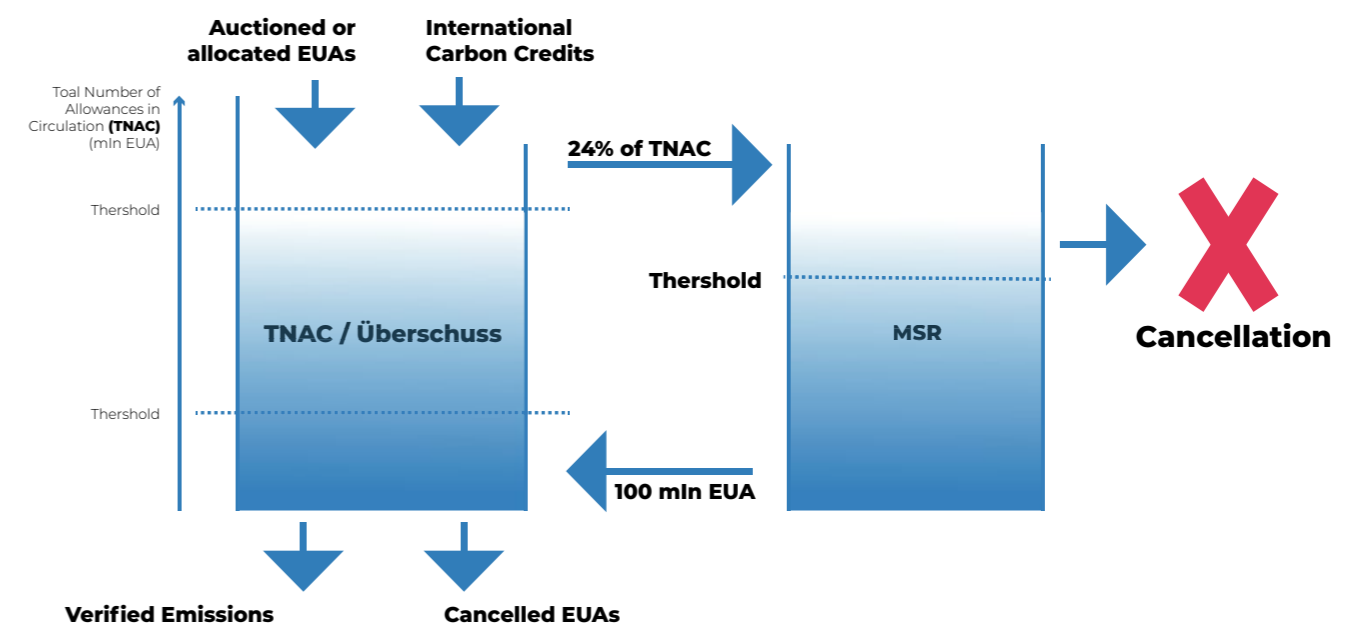 Auctioned or
allocated EUAs
International
Carbon Credits
Toal Number of
Allowances in
Circulation (TNAC)
(mln EUA)
24% of TNAC
Thershold
Thershold
TNAC / Überschuss
MSR
Cancellation
Thershold
100 mln EUA
Verified Emissions
Cancelled EUAs